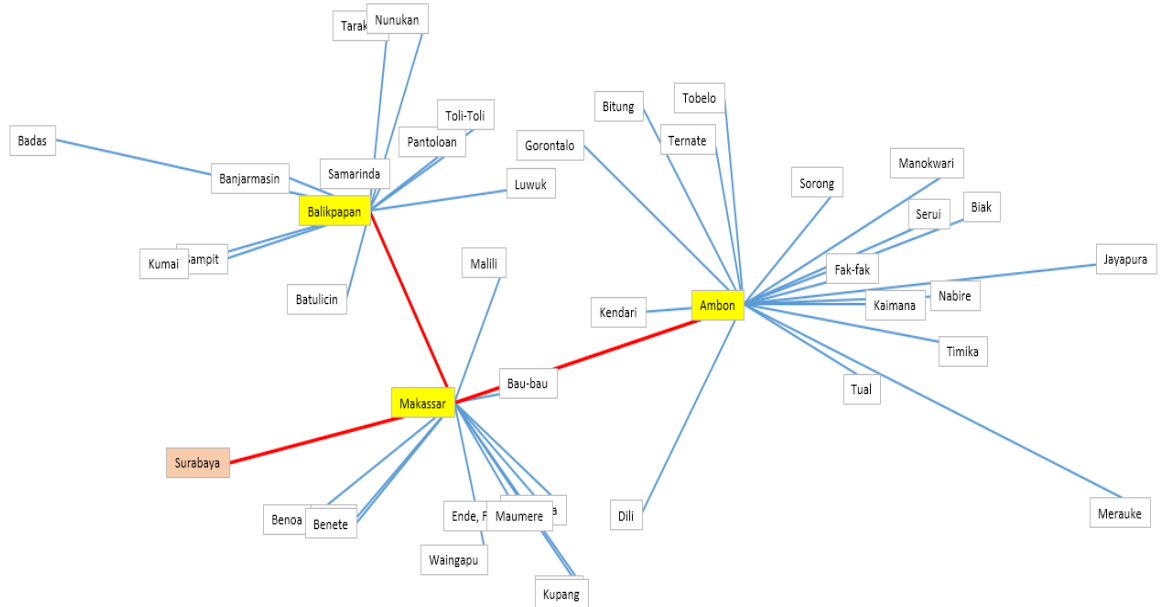 Tarak
Nunukan
Toli-Toli
Pantoloan
Badas
Samarinda
Banjarmasin
Luwuk
Balikpapan
Kumai
Batulicin
Bitung
Tobelo
Ternate
Gorontalo
Sorong
Manokwari
Serui
Biak
Jayapura
Fak-fak
Nabire
Kaimana
Ambon
Kendari
Timika
Tual
Malili
Bau-bau
Makassar
Surabaya
Benoa
Benete
Ende,
Maumere
Dili
Merauke
Waingapu
Kupang